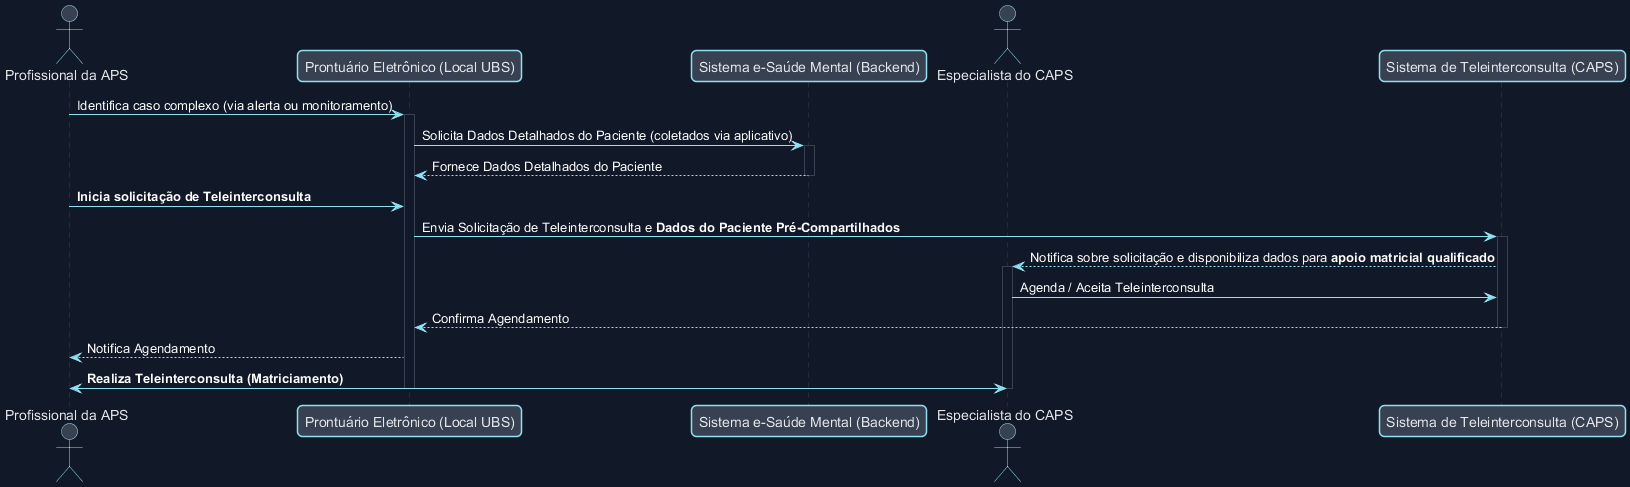 Profissional da APS
Prontuário Eletrônico (Local UBS)
Sistema e-Saúde Mental (Backend)
Especialista do CAPS
Sistema de Teleinterconsulta (CAPS)
Identifica caso complexo (via alerta ou monitoramento)
Solicita Dados Detalhados do Paciente (coletados via aplicativo)
Fornece Dados Detalhados do Paciente
Inicia solicitação de Teleinterconsulta
Envia Solicitação de Teleinterconsulta e Dados do Paciente Pré-Compartilhados
Notifica sobre solicitação e disponibiliza dados para apoio matricial qualificado
Agenda / Aceita Teleinterconsulta
Confirma Agendamento
Notifica Agendamento
Realiza Teleinterconsulta (Matriciamento)
Profissional da APS
Prontuário Eletrônico (Local UBS)
Sistema e-Saúde Mental (Backend)
Especialista do CAPS
Sistema de Teleinterconsulta (CAPS)